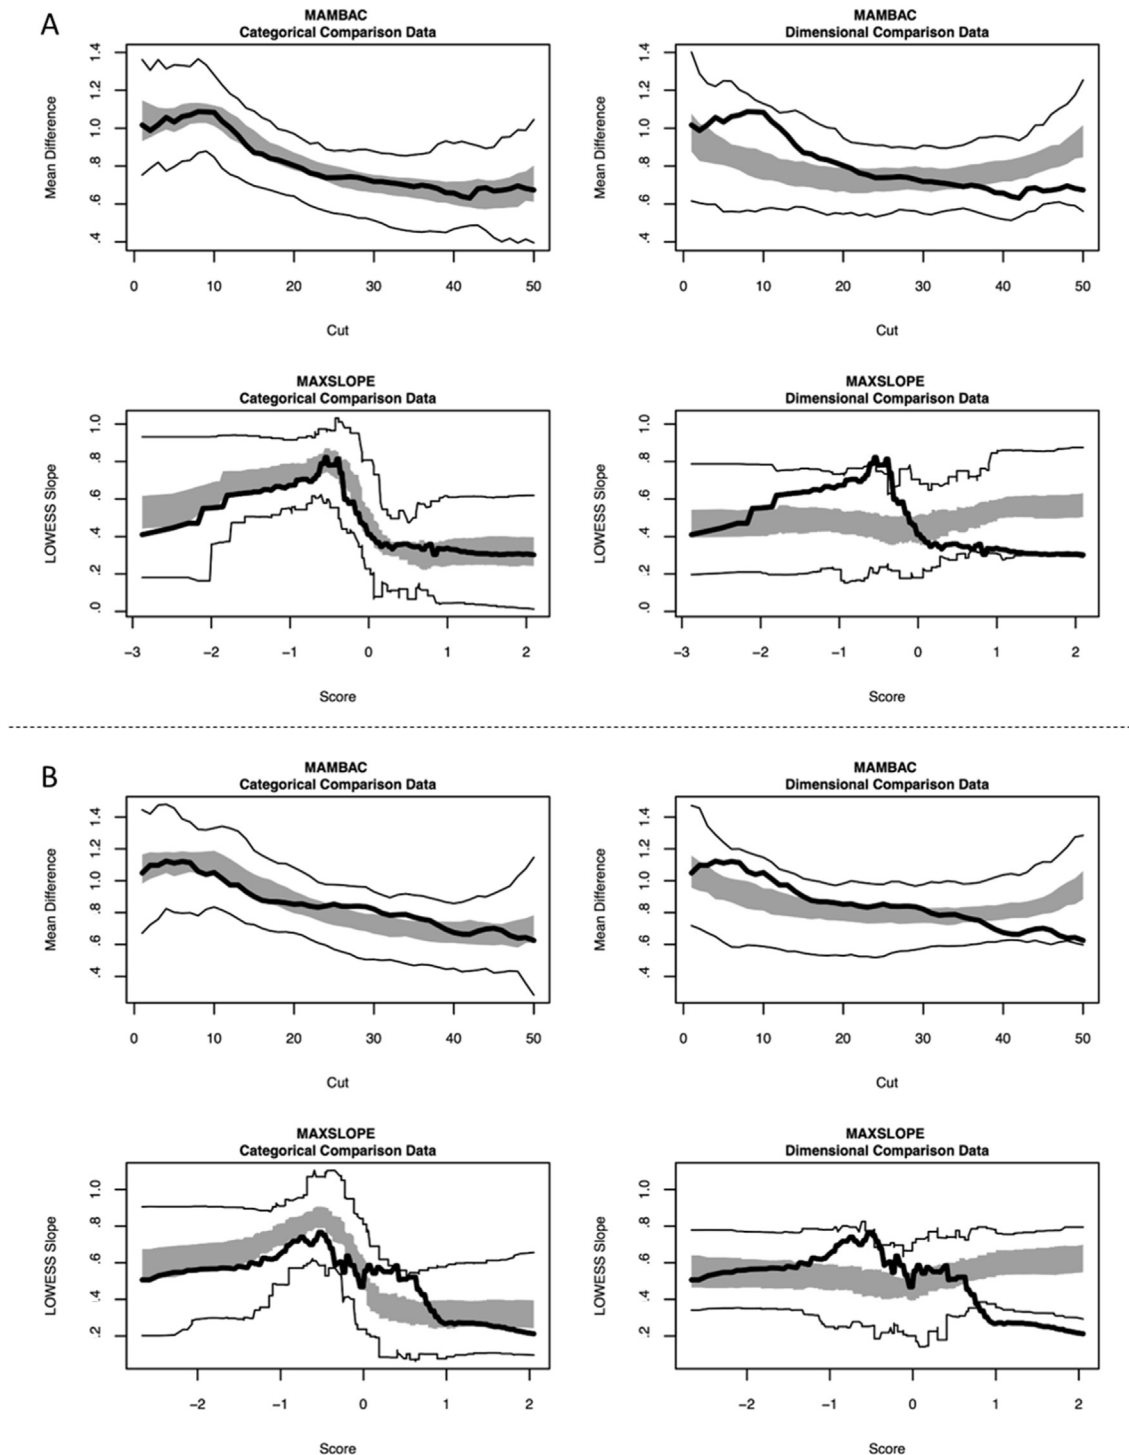 A
MAMBAC
Categorical Comparison Data
Mean Difference
1.4
1.2
1.0
.8
.6
.4
0 10 20 30 40 50
Cut
MAMBAC
Dimensional Comparison Data
Mean Difference
1.4
1.2
1.0
.8
.6
.4
0 10 20 30 40 50
Cut
MAXSLOPE
Categorical Comparison Data
LOWESS Slope
1.0
.8
.6
.4
.2
.0
−3 −2 −1 0 1 2
Score
MAXSLOPE
Dimensional Comparison Data
LOWESS Slope
1.0
.8
.6
.4
.2
.0
−3 −2 −1 0 1 2
Score
B
MAMBAC
Categorical Comparison Data
Mean Difference
1.4
1.2
1.0
.8
.6
.4
0 10 20 30 40 50
Cut
MAMBAC
Dimensional Comparison Data
Mean Difference
1.4
1.2
1.0
.8
.6
.4
0 10 20 30 40 50
Cut
MAXSLOPE
Categorical Comparison Data
LOWESS Slope
1.0
.8
.6
.4
.2
−2 −1 0 1 2
Score
MAXSLOPE
Dimensional Comparison Data
LOWESS Slope
1.0
.8
.6
.4
.2
−2 −1 0 1 2
Score